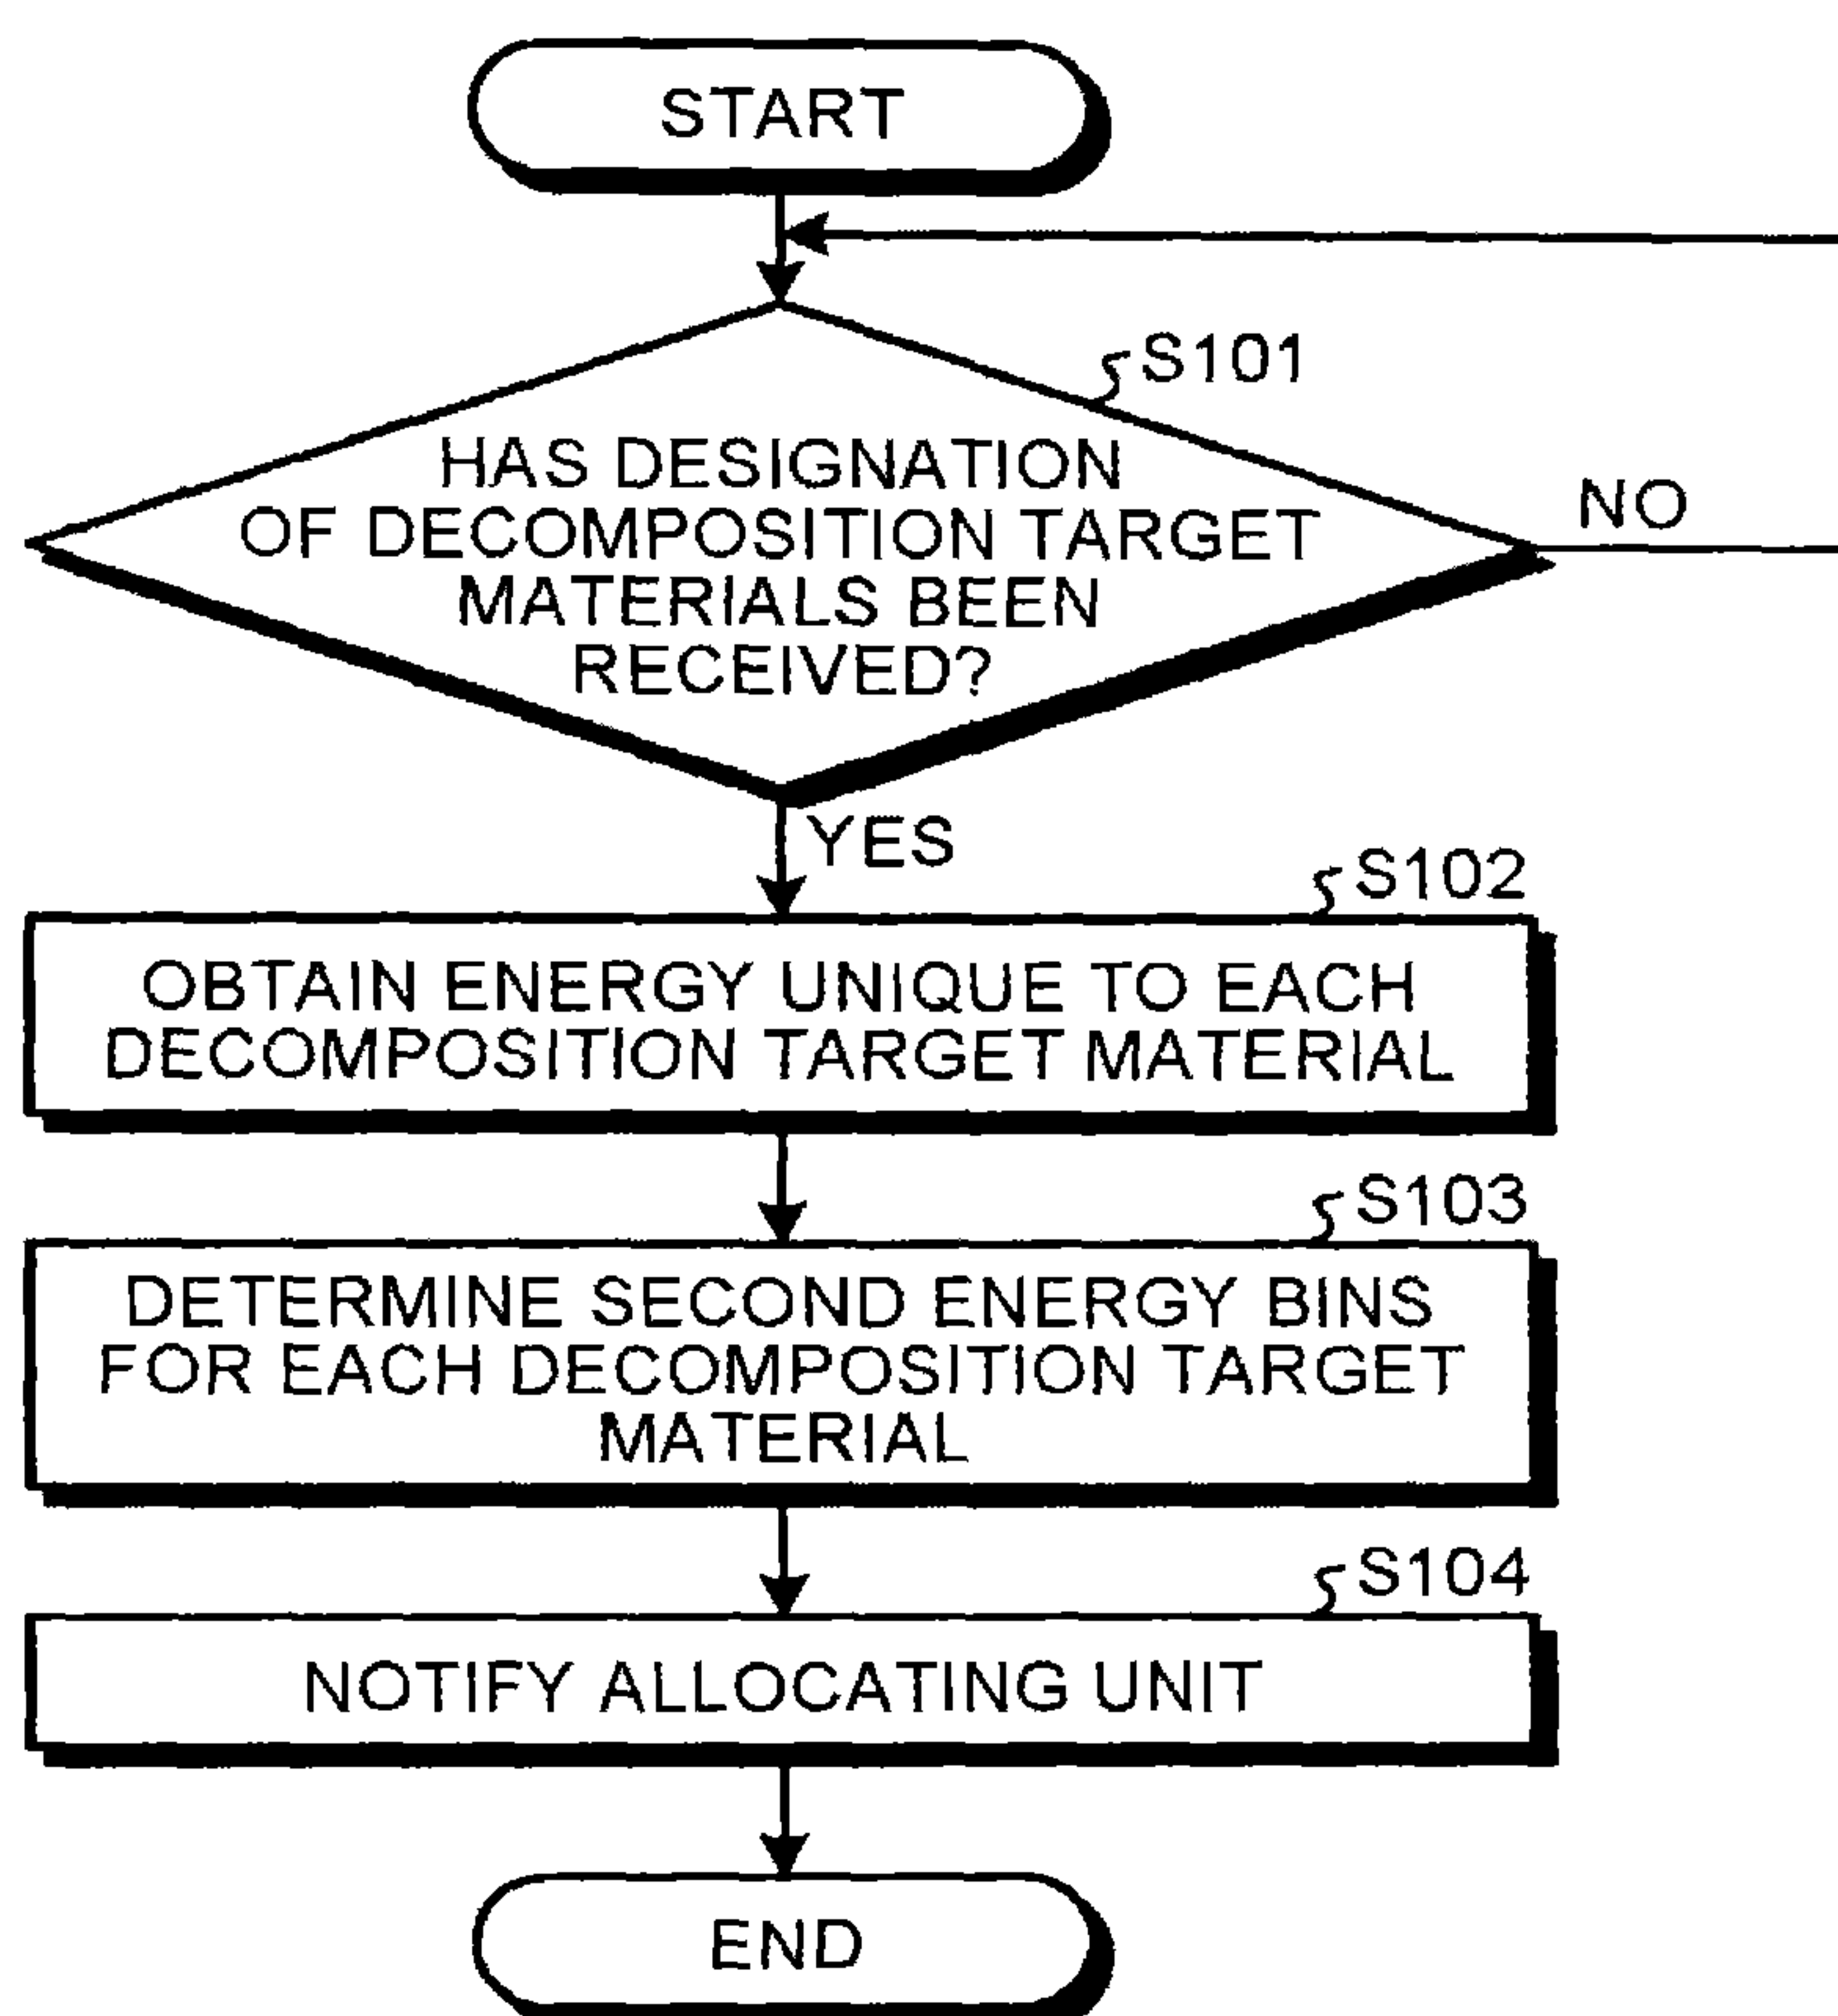 START
S101
HAS DESIGNATION
OF DECOMPOSITION TARGET
MATERIALS BEEN
RECEIVED?
NO
YES
S102
OBTAIN ENERGY UNIQUE TO EACH
DECOMPOSITION TARGET MATERIAL
S103
DETERMINE SECOND ENERGY BINS
FOR EACH DECOMPOSITION TARGET
MATERIAL
S104
NOTIFY ALLOCATING UNIT
END